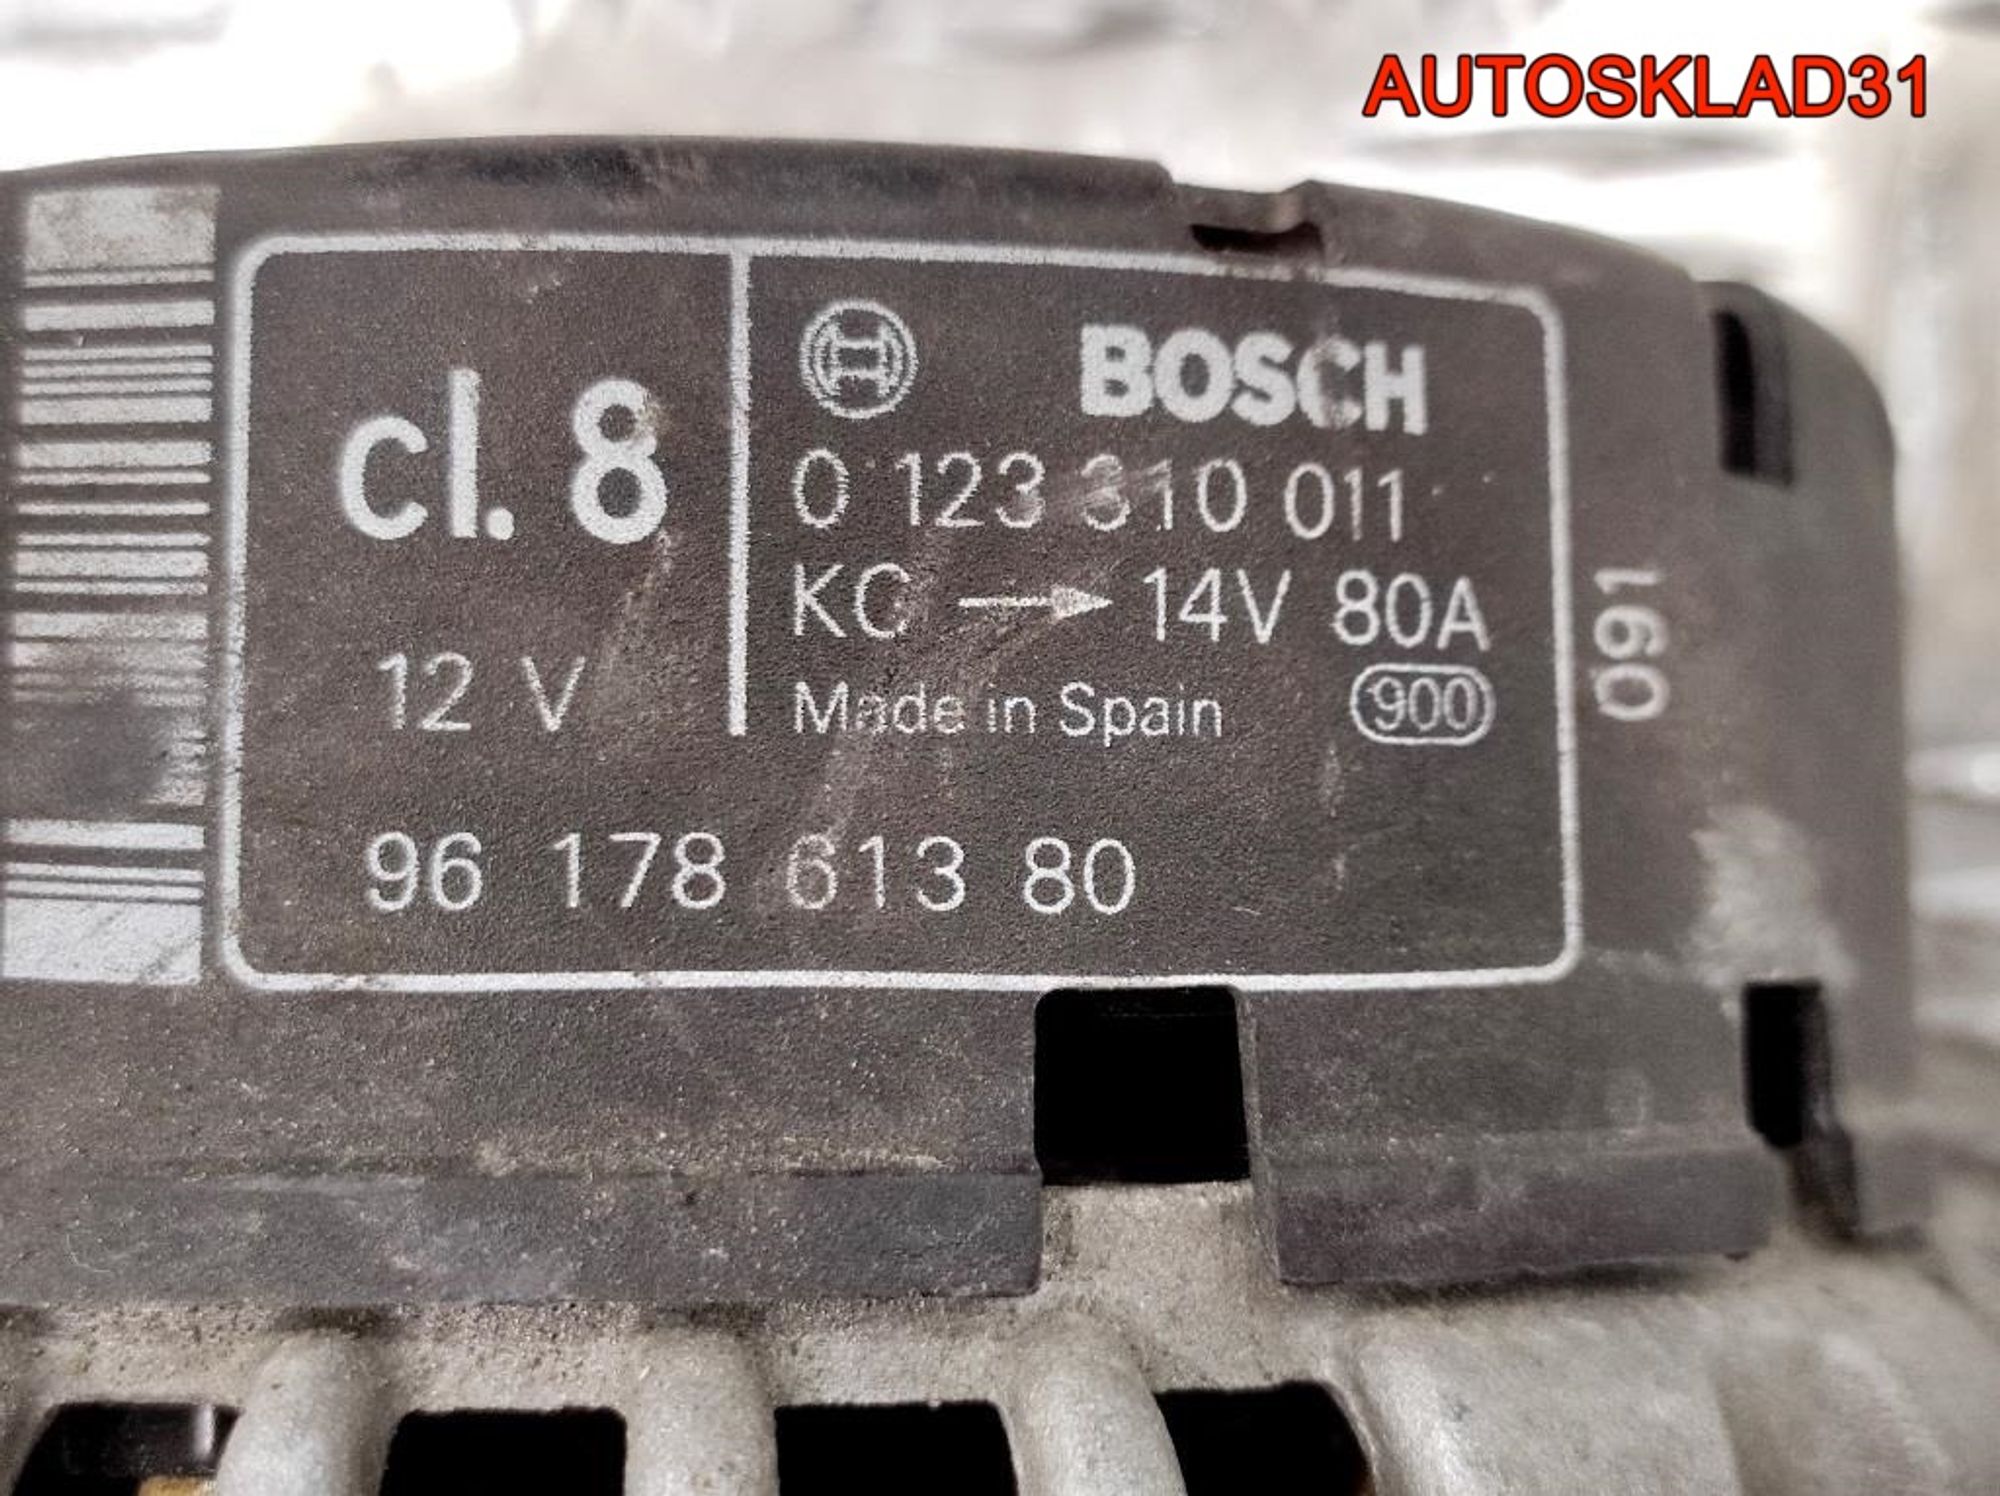 AUTOSKLAD31
cl. 8
12 V
BOSCH
0 123 310 011
KC → 14V 80A
Made in Spain 900
96 178 613 80
091